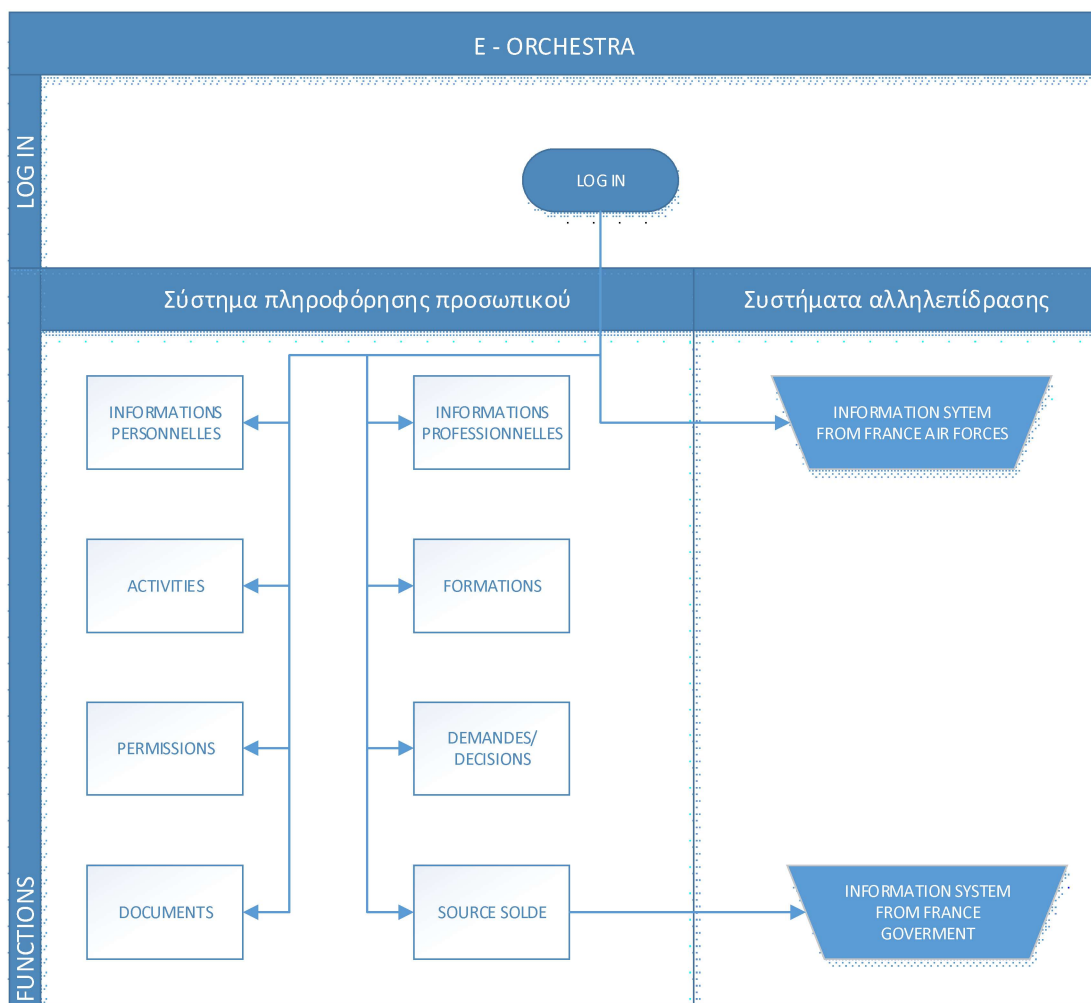 E - ORCHESTRA
LOG IN
LOG IN
Σύστημα πληροφόρησης προσωπικού
Συστήματα αλληλεπίδρασης
FUNCTIONS
INFORMATIONS
PERSONNELLES
INFORMATIONS
PROFESSIONNELLES
INFORMATION SYTEM
FROM FRANCE AIR FORCES
ACTIVITIES
FORMATIONS
PERMISSIONS
DEMANDES/
DECISIONS
DOCUMENTS
SOURCE SOLDE
INFORMATION SYSTEM
FROM FRANCE
GOVERMENT